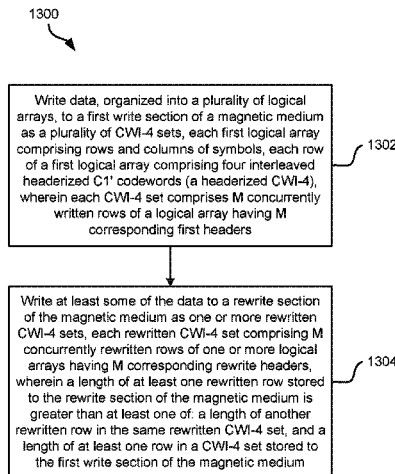 1300
Write data, organized into a plurality of logical
arrays, to a first write section of a magnetic medium
as a plurality of CWI-4 sets, each first logical array
comprising rows and columns of symbols, each row
of a first logical array comprising four interleaved
headerized C1' codewords (a headerized CWI-4),
wherein each CWI-4 set comprises M concurrently
written rows of a logical array having M
corresponding first headers
1302
Write at least some of the data to a rewrite section
of the magnetic medium as one or more rewritten
CWI-4 sets, each rewritten CWI-4 set comprising M
concurrently rewritten rows of one or more logical
arrays having M corresponding rewrite headers,
wherein a length of at least one rewritten row stored
to the rewrite section of the magnetic medium is
greater than at least one of: a length of another
rewritten row in the same rewritten CWI-4 set, and a
length of at least one row in a CWI-4 set stored to
the first write section of the magnetic medium
1304